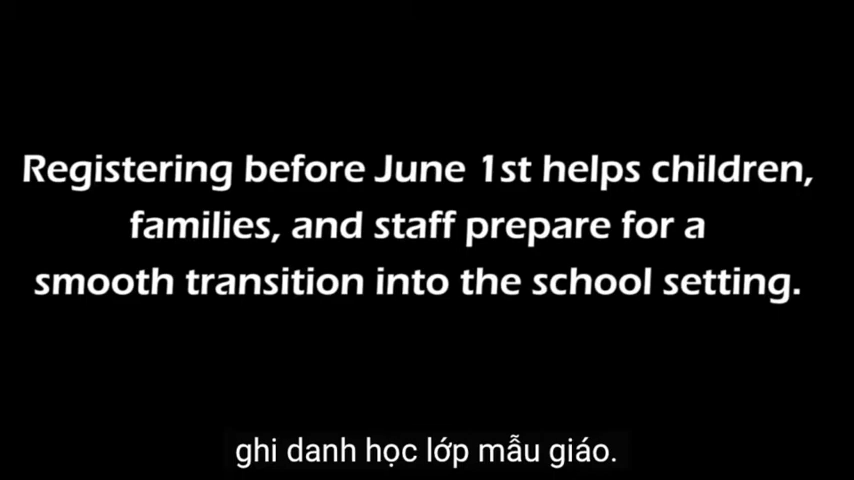 Registering before June 1st helps children,
families, and staff prepare for a
smooth transition into the school setting.
ghi danh học lớp mẫu giáo.